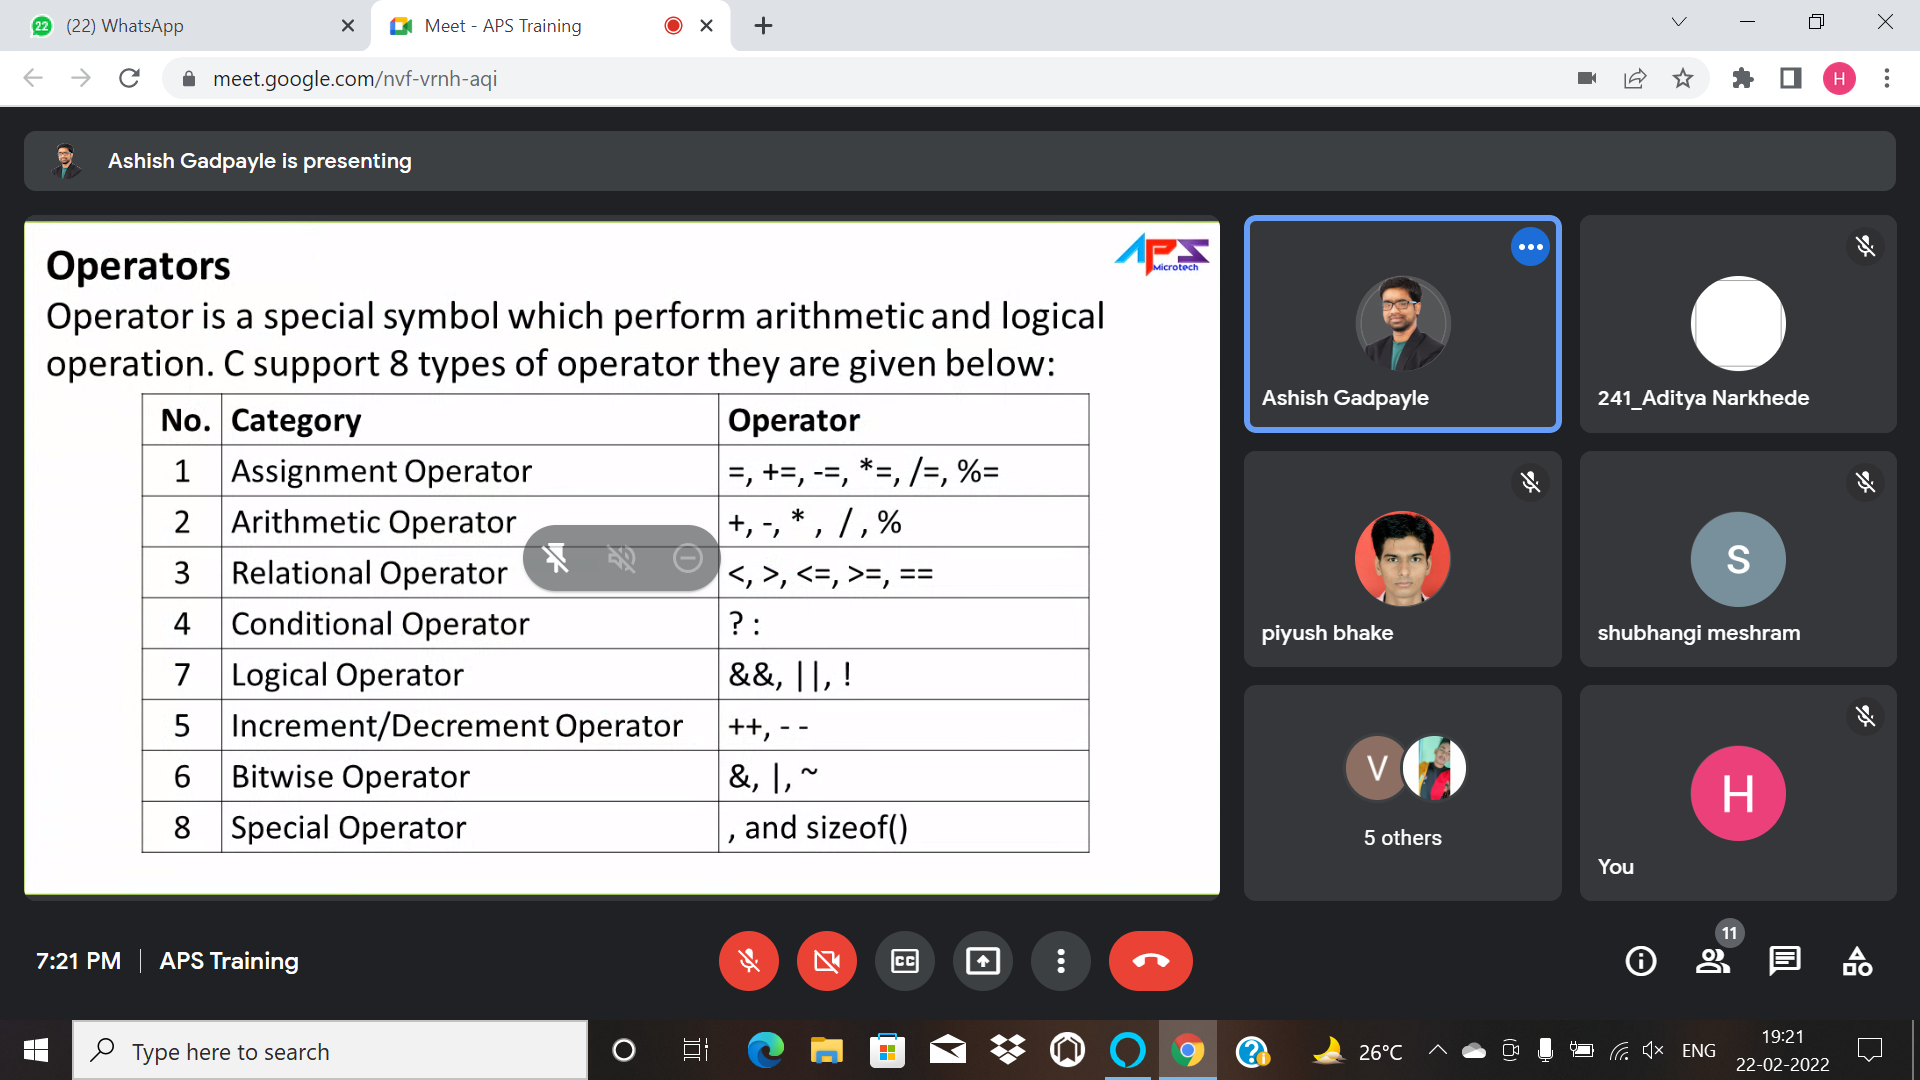 (22) WhatsApp
Meet - APS Training
meet.google.com/nvf-vrnh-aqi
H
Ashish Gadpayle is presenting
APS
Microtech
Operators
Operator is a special symbol which perform arithmetic and logical
operation. C support 8 types of operator they are given below:
No. Category Operator
1 Assignment Operator =, +=, -=, *=, /=, %=
2 Arithmetic Operator +, -, * , / , %
3 Relational Operator <, >, <=, >=, ==
4 Conditional Operator ? :
7 Logical Operator &&, ||, !
5 Increment/Decrement Operator ++, - -
6 Bitwise Operator &, |, ~
8 Special Operator , and sizeof()
Ashish Gadpayle
241_Aditya Narkhede
piyush bhake
S
shubhangi meshram
V
5 others
H
You
7:21 PM | APS Training
CC
11
Type here to search
26°C
ENG
19:21
22-02-2022